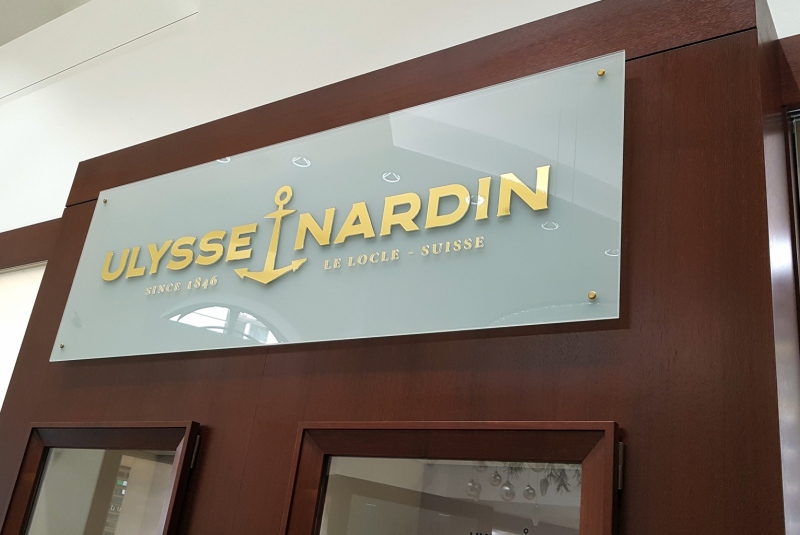 ULYSSE NARDIN
SINCE 1846
LE LOCLE - SUISSE